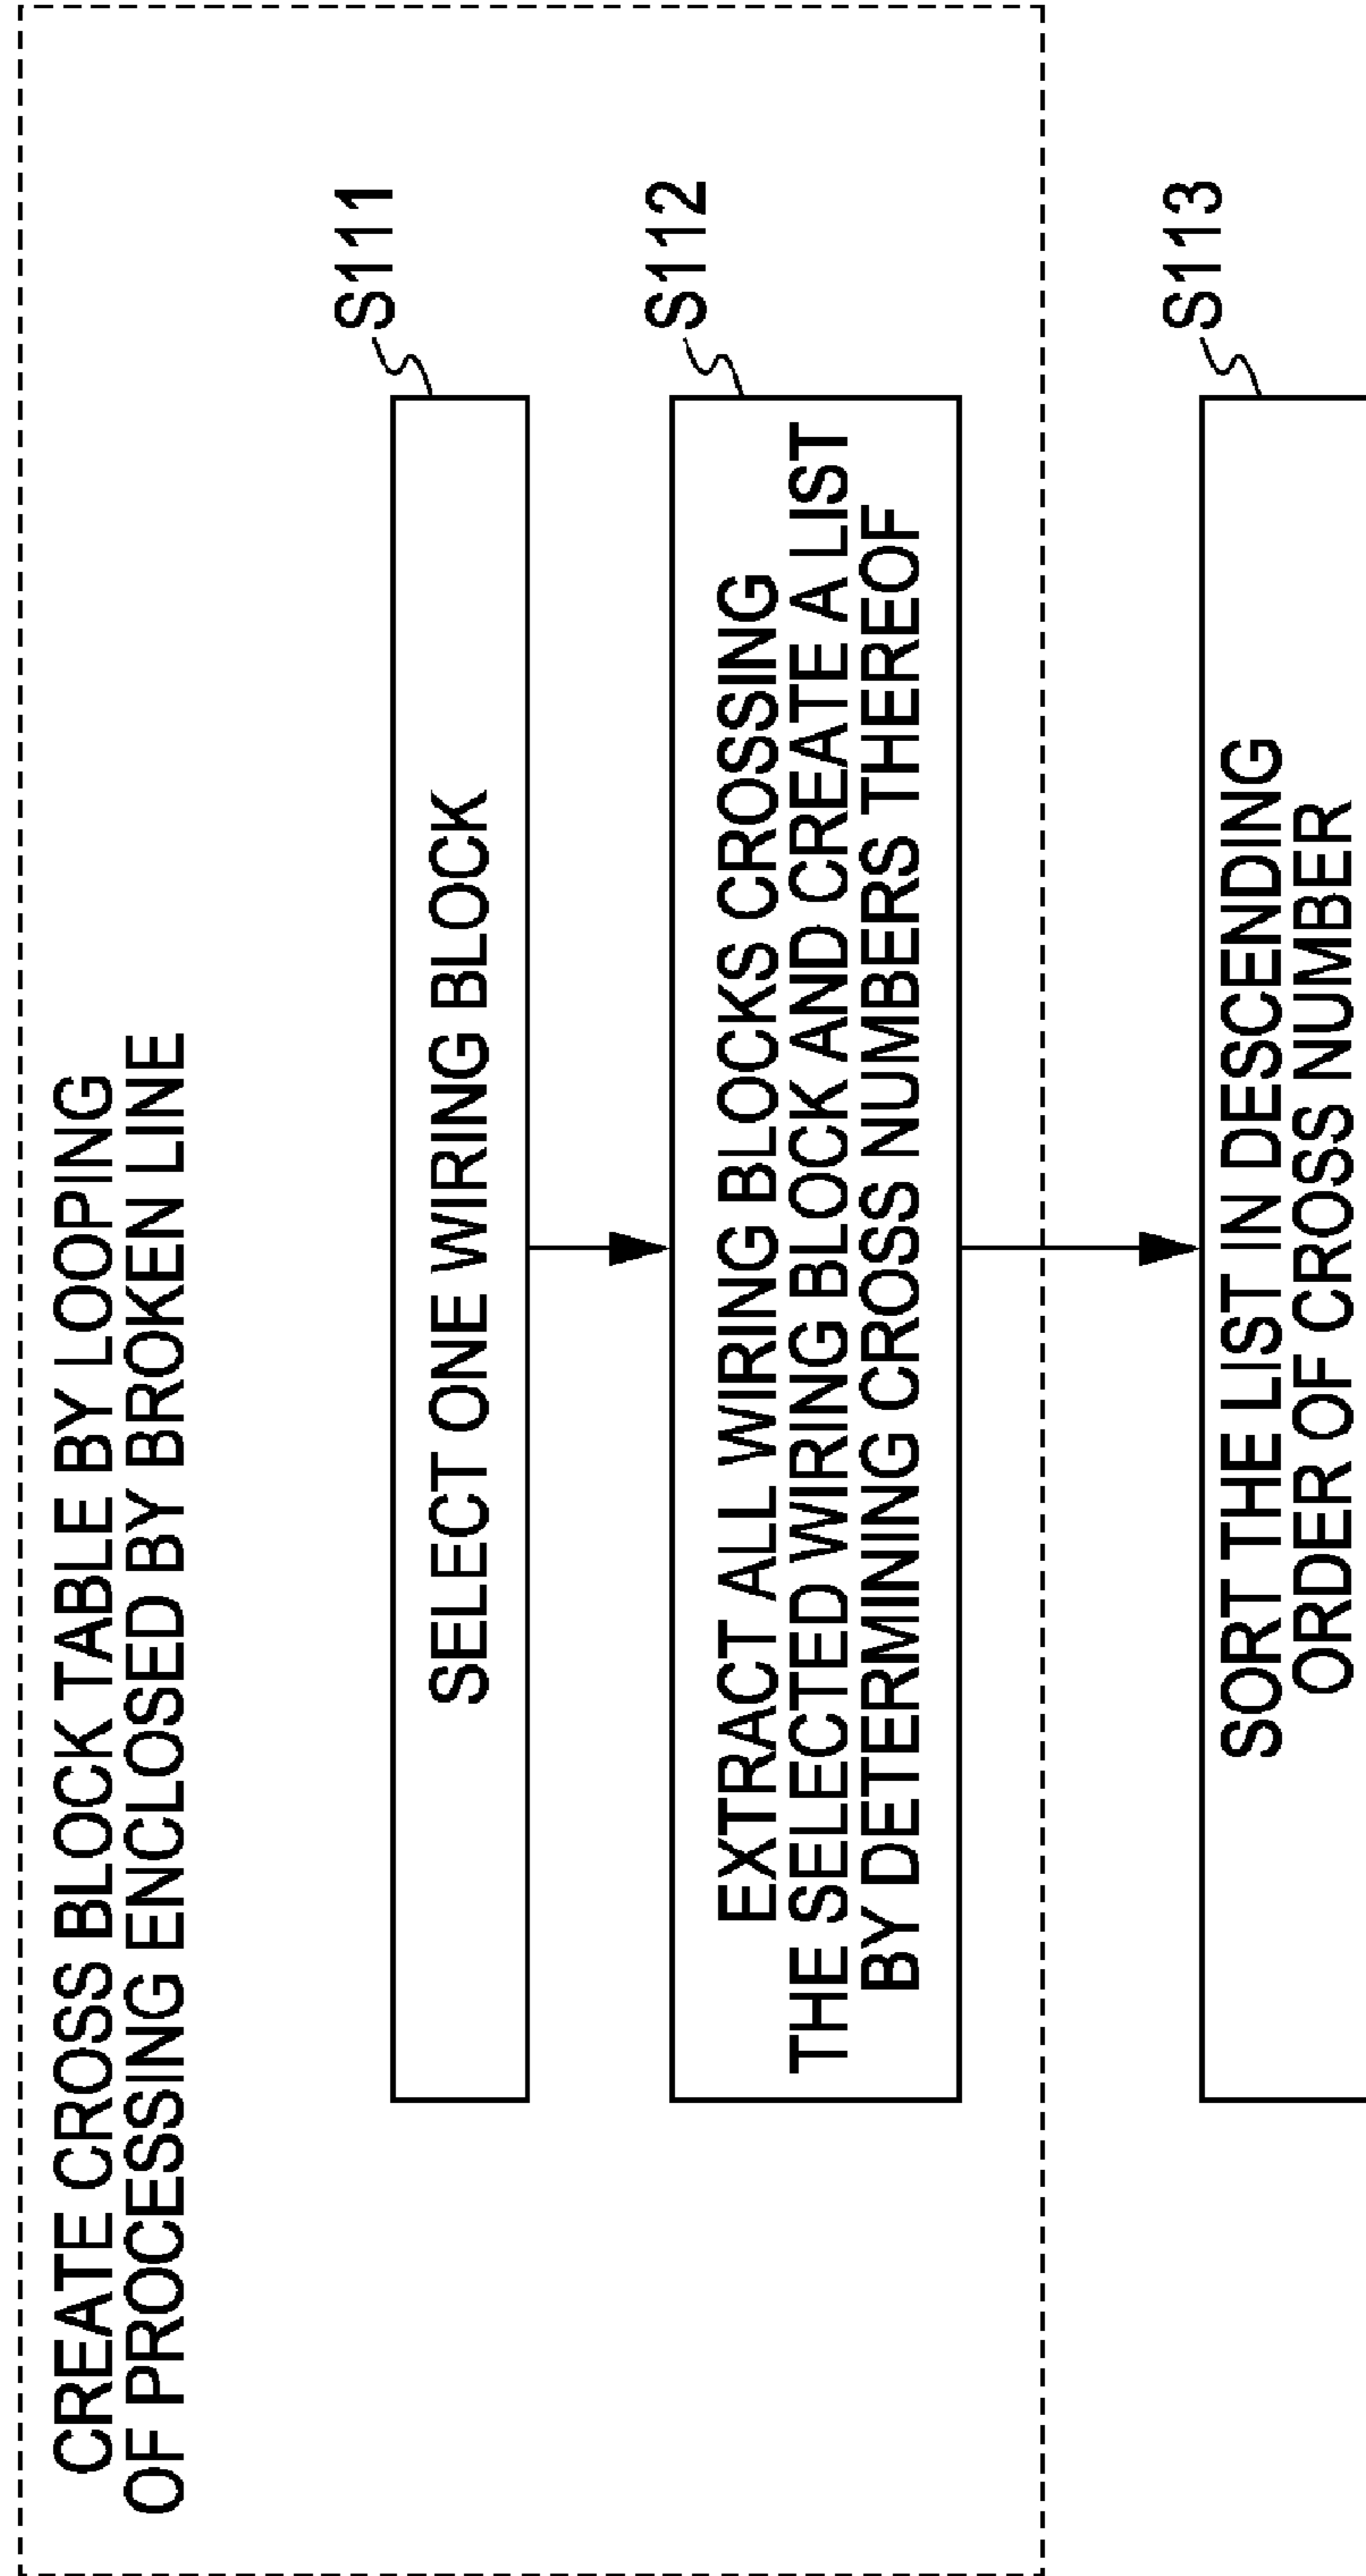 CREATE CROSS BLOCK TABLE BY LOOPING
OF PROCESSING ENCLOSED BY BROKEN LINE
S111
SELECT ONE WIRING BLOCK
S112
EXTRACT ALL WIRING BLOCKS CROSSING
THE SELECTED WIRING BLOCK AND CREATE A LIST
BY DETERMINING CROSS NUMBERS THEREOF
S113
SORT THE LIST IN DESCENDING
ORDER OF CROSS NUMBER